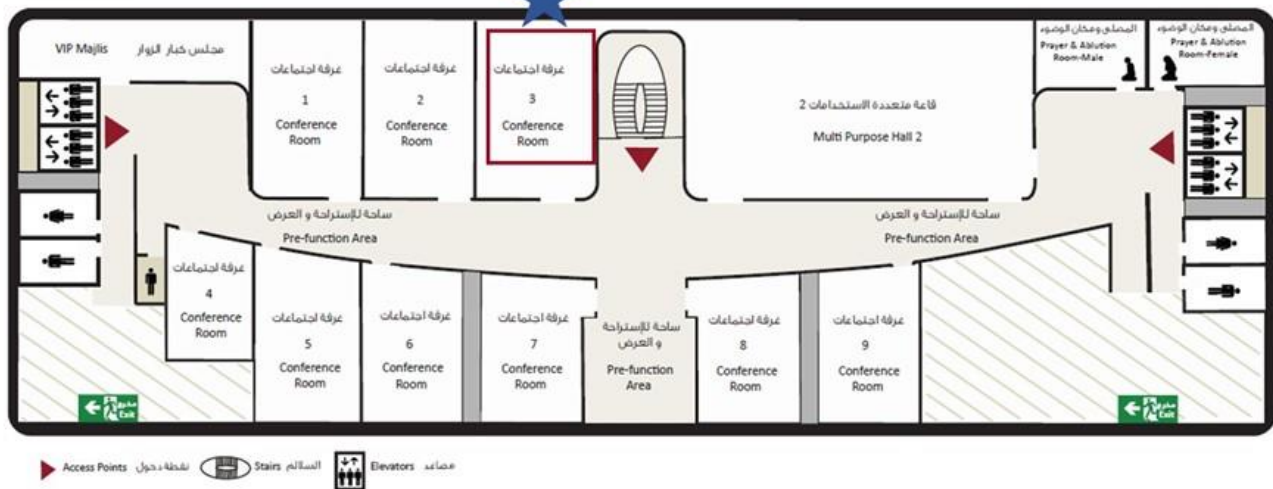 VIP Majlis مجلس كبار الزوار
غرفة اجتماعات
1
Conference
Room
غرفة اجتماعات
2
Conference
Room
غرفة اجتماعات
3
Conference
Room
قاعة متعددة الاستخدامات 2
Multi Purpose Hall 2
المصلى ومكان الوضوء
Prayer & Ablution
Room-Male
المصلى ومكان الوضوء
Prayer & Ablution
Room-Female
ساحة للإستراحة و العرض
Pre-function Area
ساحة للإستراحة و العرض
Pre-function Area
غرفة اجتماعات
4
Conference
Room
غرفة اجتماعات
5
Conference
Room
غرفة اجتماعات
6
Conference
Room
غرفة اجتماعات
7
Conference
Room
ساحة للإستراحة
و العرض
Pre-function
Area
غرفة اجتماعات
8
Conference
Room
غرفة اجتماعات
9
Conference
Room
مخرج
Exit
مخرج
Exit
Access Points نقطة دخول Stairs السلالم Elevators مصاعد